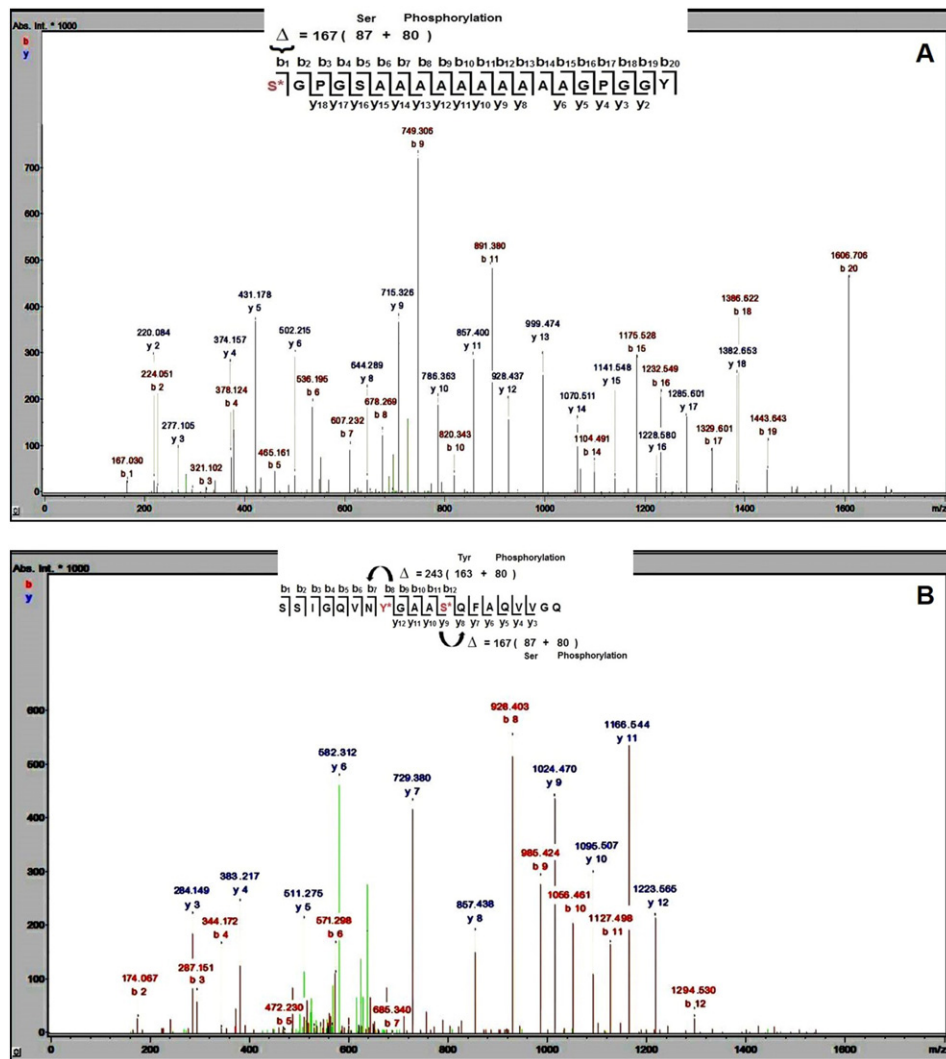 Abs. Int. * 1000
b
y
A
Ser Phosphorylation
Δ = 167 ( 87 + 80 )
b1 b2 b3 b4 b5 b6 b7 b8 b9 b10 b11 b12 b13 b14 b15 b16 b17 b18 b19 b20
S* G P G S A A A A A A A A A A G P G G Y
y18 y17 y16 y15 y14 y13 y12 y11 y10 y9 y8 y6 y5 y4 y3 y2
749.306
b 9
700
600
500
400
300
200
100
0
891.380
b 11
1606.706
b 20
431.178
y 5
715.326
y 9
1386.622
b 18
220.084
y 2
374.157
y 4
502.215
y 6
857.400
y 11
999.474
y 13
1175.528
b 15
1382.653
y 18
224.051
b 2
378.124
b 4
536.195
b 6
644.289
y 8
678.269
b 8
786.363
y 10
928.437
y 12
1141.548
y 15
1232.549
b 16
1285.601
y 17
277.105
y 3
607.232
b 7
1070.511
y 14
167.030
b 1
321.102
b 3
465.161
b 5
820.343
b 10
1104.491
b 14
1228.580
y 16
1329.601
b 17
1443.643
b 19
0 200 400 600 800 1000 1200 1400 1600 m/z
Abs. Int. * 1000
b
y
B
Tyr Phosphorylation
Δ = 243 ( 163 + 80 )
b1 b2 b3 b4 b5 b6 b7 b8 b9 b10 b11 b12
S S I G Q V N Y* G A A S* Q F A Q V V G Q
y12 y11 y10 y9 y8 y7 y6 y5 y4 y3
Δ = 167 ( 87 + 80 )
Ser Phosphorylation
600
500
400
300
200
100
0
928.403
b 8
1166.544
y 11
582.312
y 6
729.380
y 7
1024.470
y 9
985.424
b 9
1095.507
y 10
284.149
y 3
383.217
y 4
511.275
y 5
344.172
b 4
571.298
b 6
857.438
y 8
1056.461
b 10
1127.498
b 11
1223.565
y 12
174.067
b 2
287.151
b 3
472.230
b 5
685.340
b 7
1294.530
b 12
0 200 400 600 800 1000 1200 1400 1600 m/z